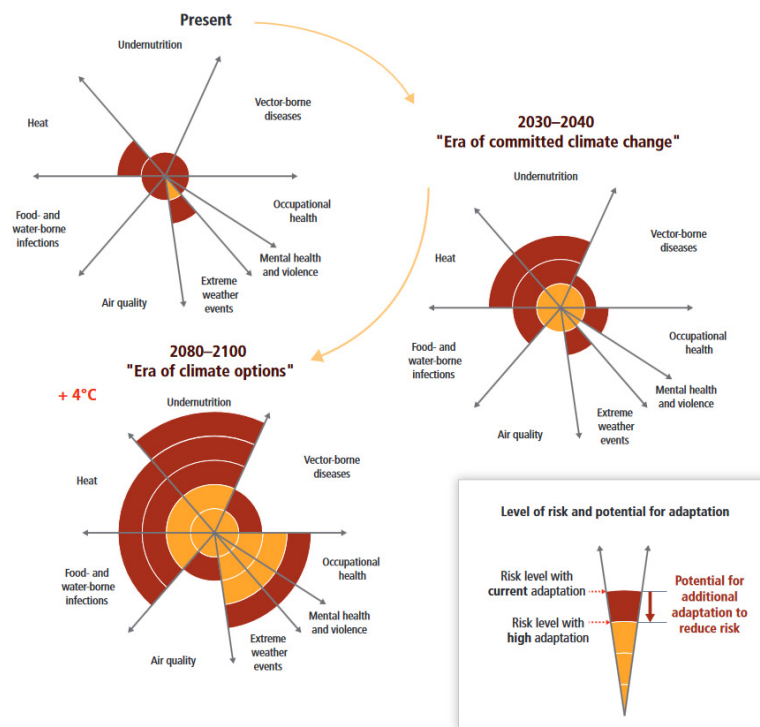 Present
Undernutrition
Vector-borne
diseases
Heat
Occupational
health
Food- and
water-borne
infections
Mental health
and violence
Extreme
weather
events
Air quality
2030–2040
"Era of committed climate change"
Undernutrition
Vector-borne
diseases
Heat
Occupational
health
Food- and
water-borne
infections
Mental health
and violence
Extreme
weather
events
Air quality
2080–2100
"Era of climate options"
+ 4°C
Undernutrition
Vector-borne
diseases
Heat
Occupational
health
Food- and
water-borne
infections
Mental health
and violence
Extreme
weather
events
Air quality
Level of risk and potential for adaptation
Risk level with
current adaptation
Risk level with
high adaptation
Potential for
additional
adaptation to
reduce risk